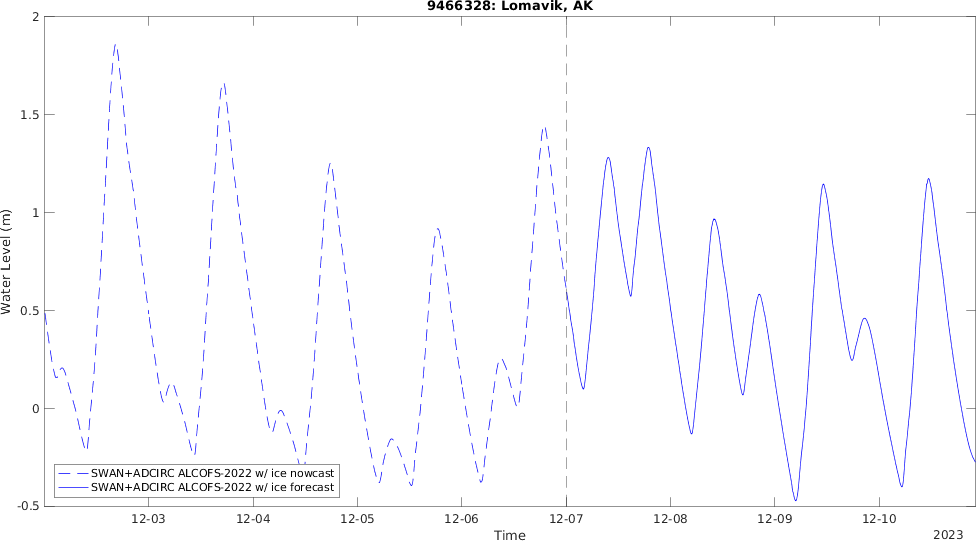 9466328: Lomavik, AK
2
1.5
1
0.5
0
-0.5
Water Level (m)
SWAN+ADCIRC ALCOFS-2022 w/ ice nowcast
SWAN+ADCIRC ALCOFS-2022 w/ ice forecast
12-03 12-04 12-05 12-06 12-07 12-08 12-09 12-10
Time
2023